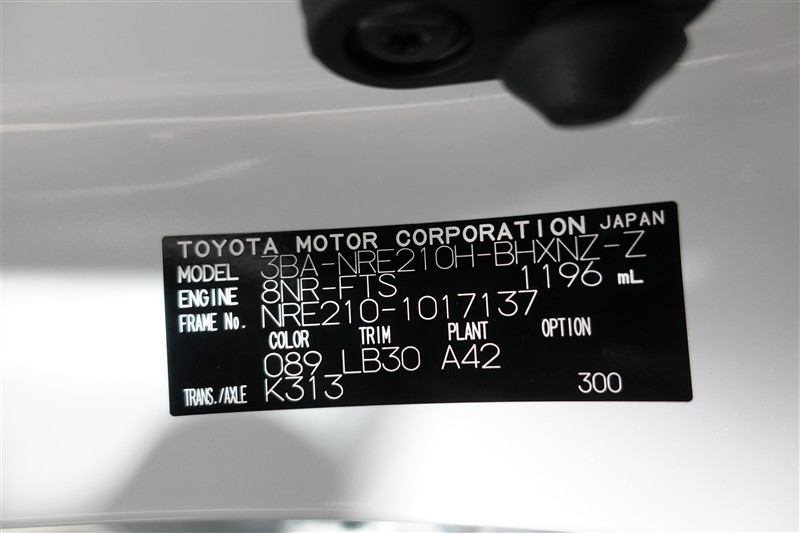 TOYOTA MOTOR CORPORATION JAPAN
MODEL 3BA-NRE210H-BHXNZ-Z
ENGINE 8NR-FTS 1196 mL
FRAME No. NRE210-1017137
COLOR TRIM PLANT OPTION
089 LB30 A42
TRANS./AXLE K313 300